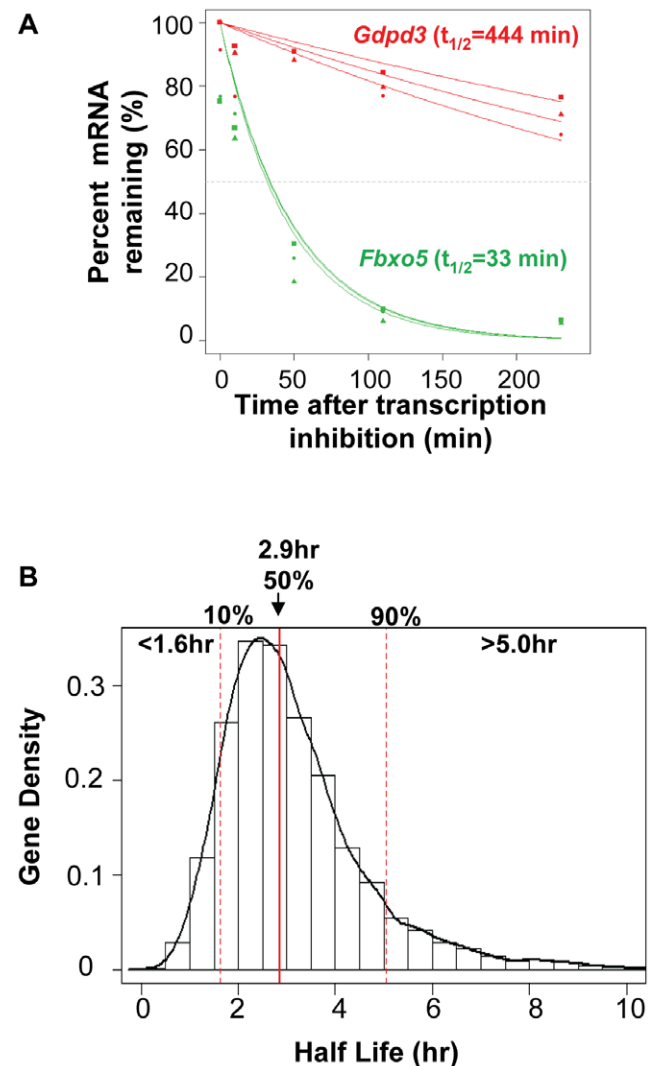 A
Percent mRNA
remaining (%)
100
80
60
40
20
0
Gdpd3 (t1/2=444 min)
Fbxo5 (t1/2=33 min)
0 50 100 150 200
Time after transcription
inhibition (min)
B
2.9hr
50%
10%
90%
<1.6hr
>5.0hr
Gene Density
0.3
0.2
0.1
0
0 2 4 6 8 10
Half Life (hr)